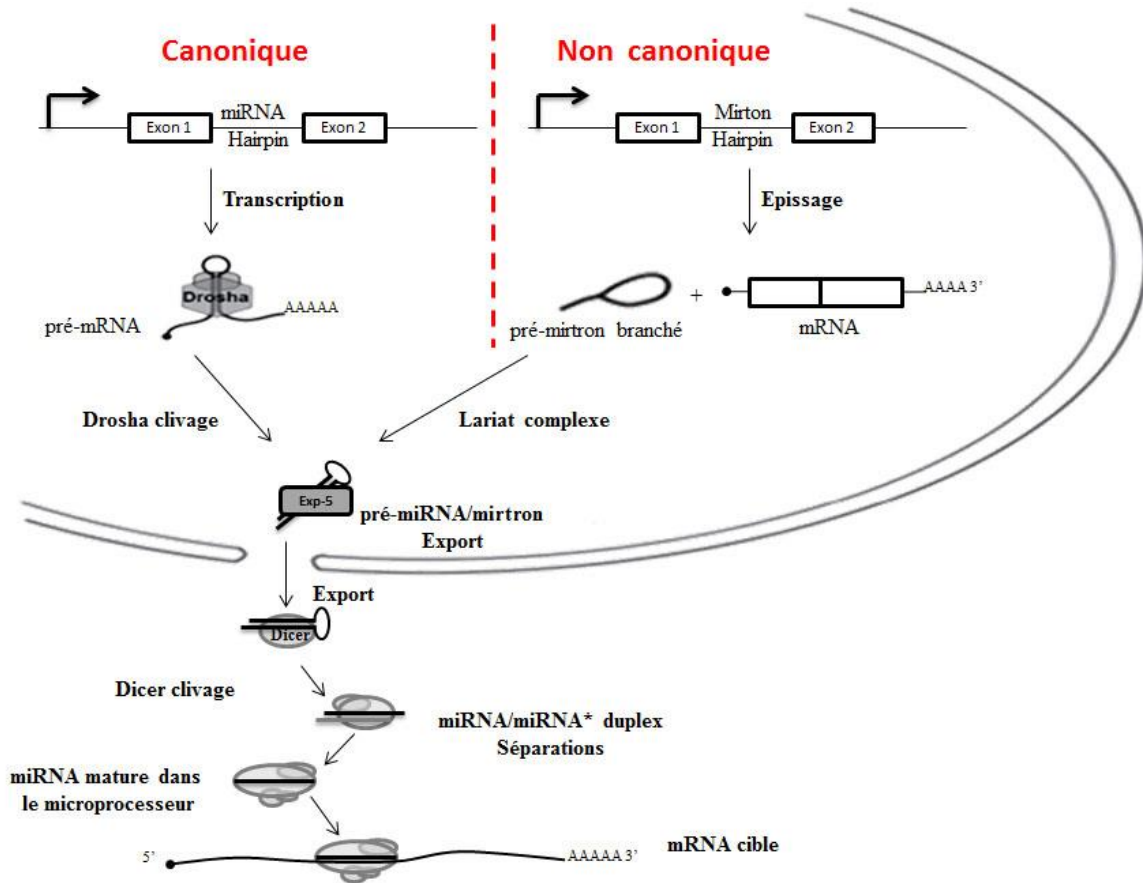 Canonique
Non canonique
Exon 1
miRNA
Hairpin
Exon 2
Exon 1
Mirton
Hairpin
Exon 2
Transcription
Epissage
Drosha
AAAAA
pré-mRNA
pré-mirtron branché
+
AAAA 3’
mRNA
Drosha clivage
Lariat complexe
Exp-5
pré-miRNA/mirtron
Export
Export
Dicer
Dicer clivage
miRNA/miRNA* duplex
Séparations
miRNA mature dans
le microprocesseur
5’
AAAAA 3’
mRNA cible